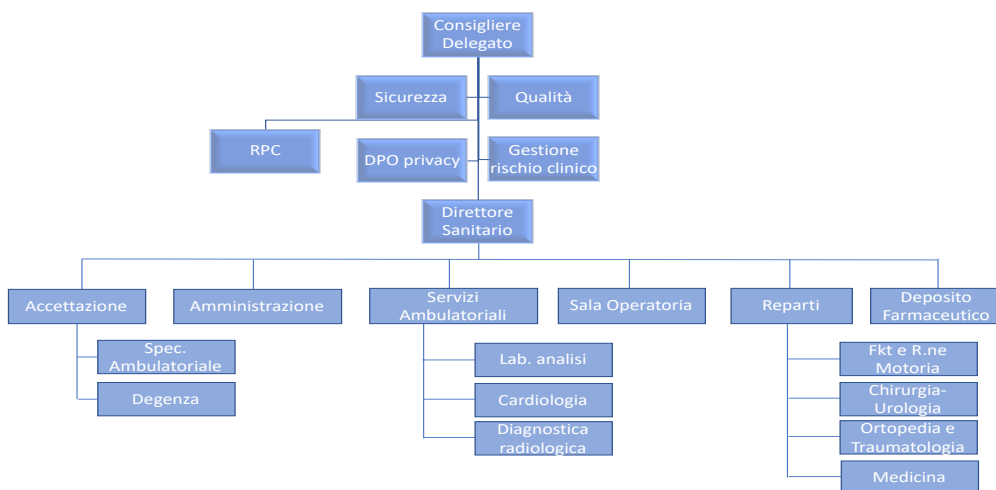 Consigliere
Delegato
Sicurezza
Qualità
RPC
DPO privacy
Gestione
rischio clinico
Direttore
Sanitario
Accettazione
Amministrazione
Servizi
Ambulatoriali
Sala Operatoria
Reparti
Deposito
Farmaceutico
Spec.
Ambulatoriale
Degenza
Lab. analisi
Cardiologia
Diagnostica
radiologica
Fkt e R.ne
Motoria
Chirurgia-
Urologia
Ortopedia e
Traumatologia
Medicina